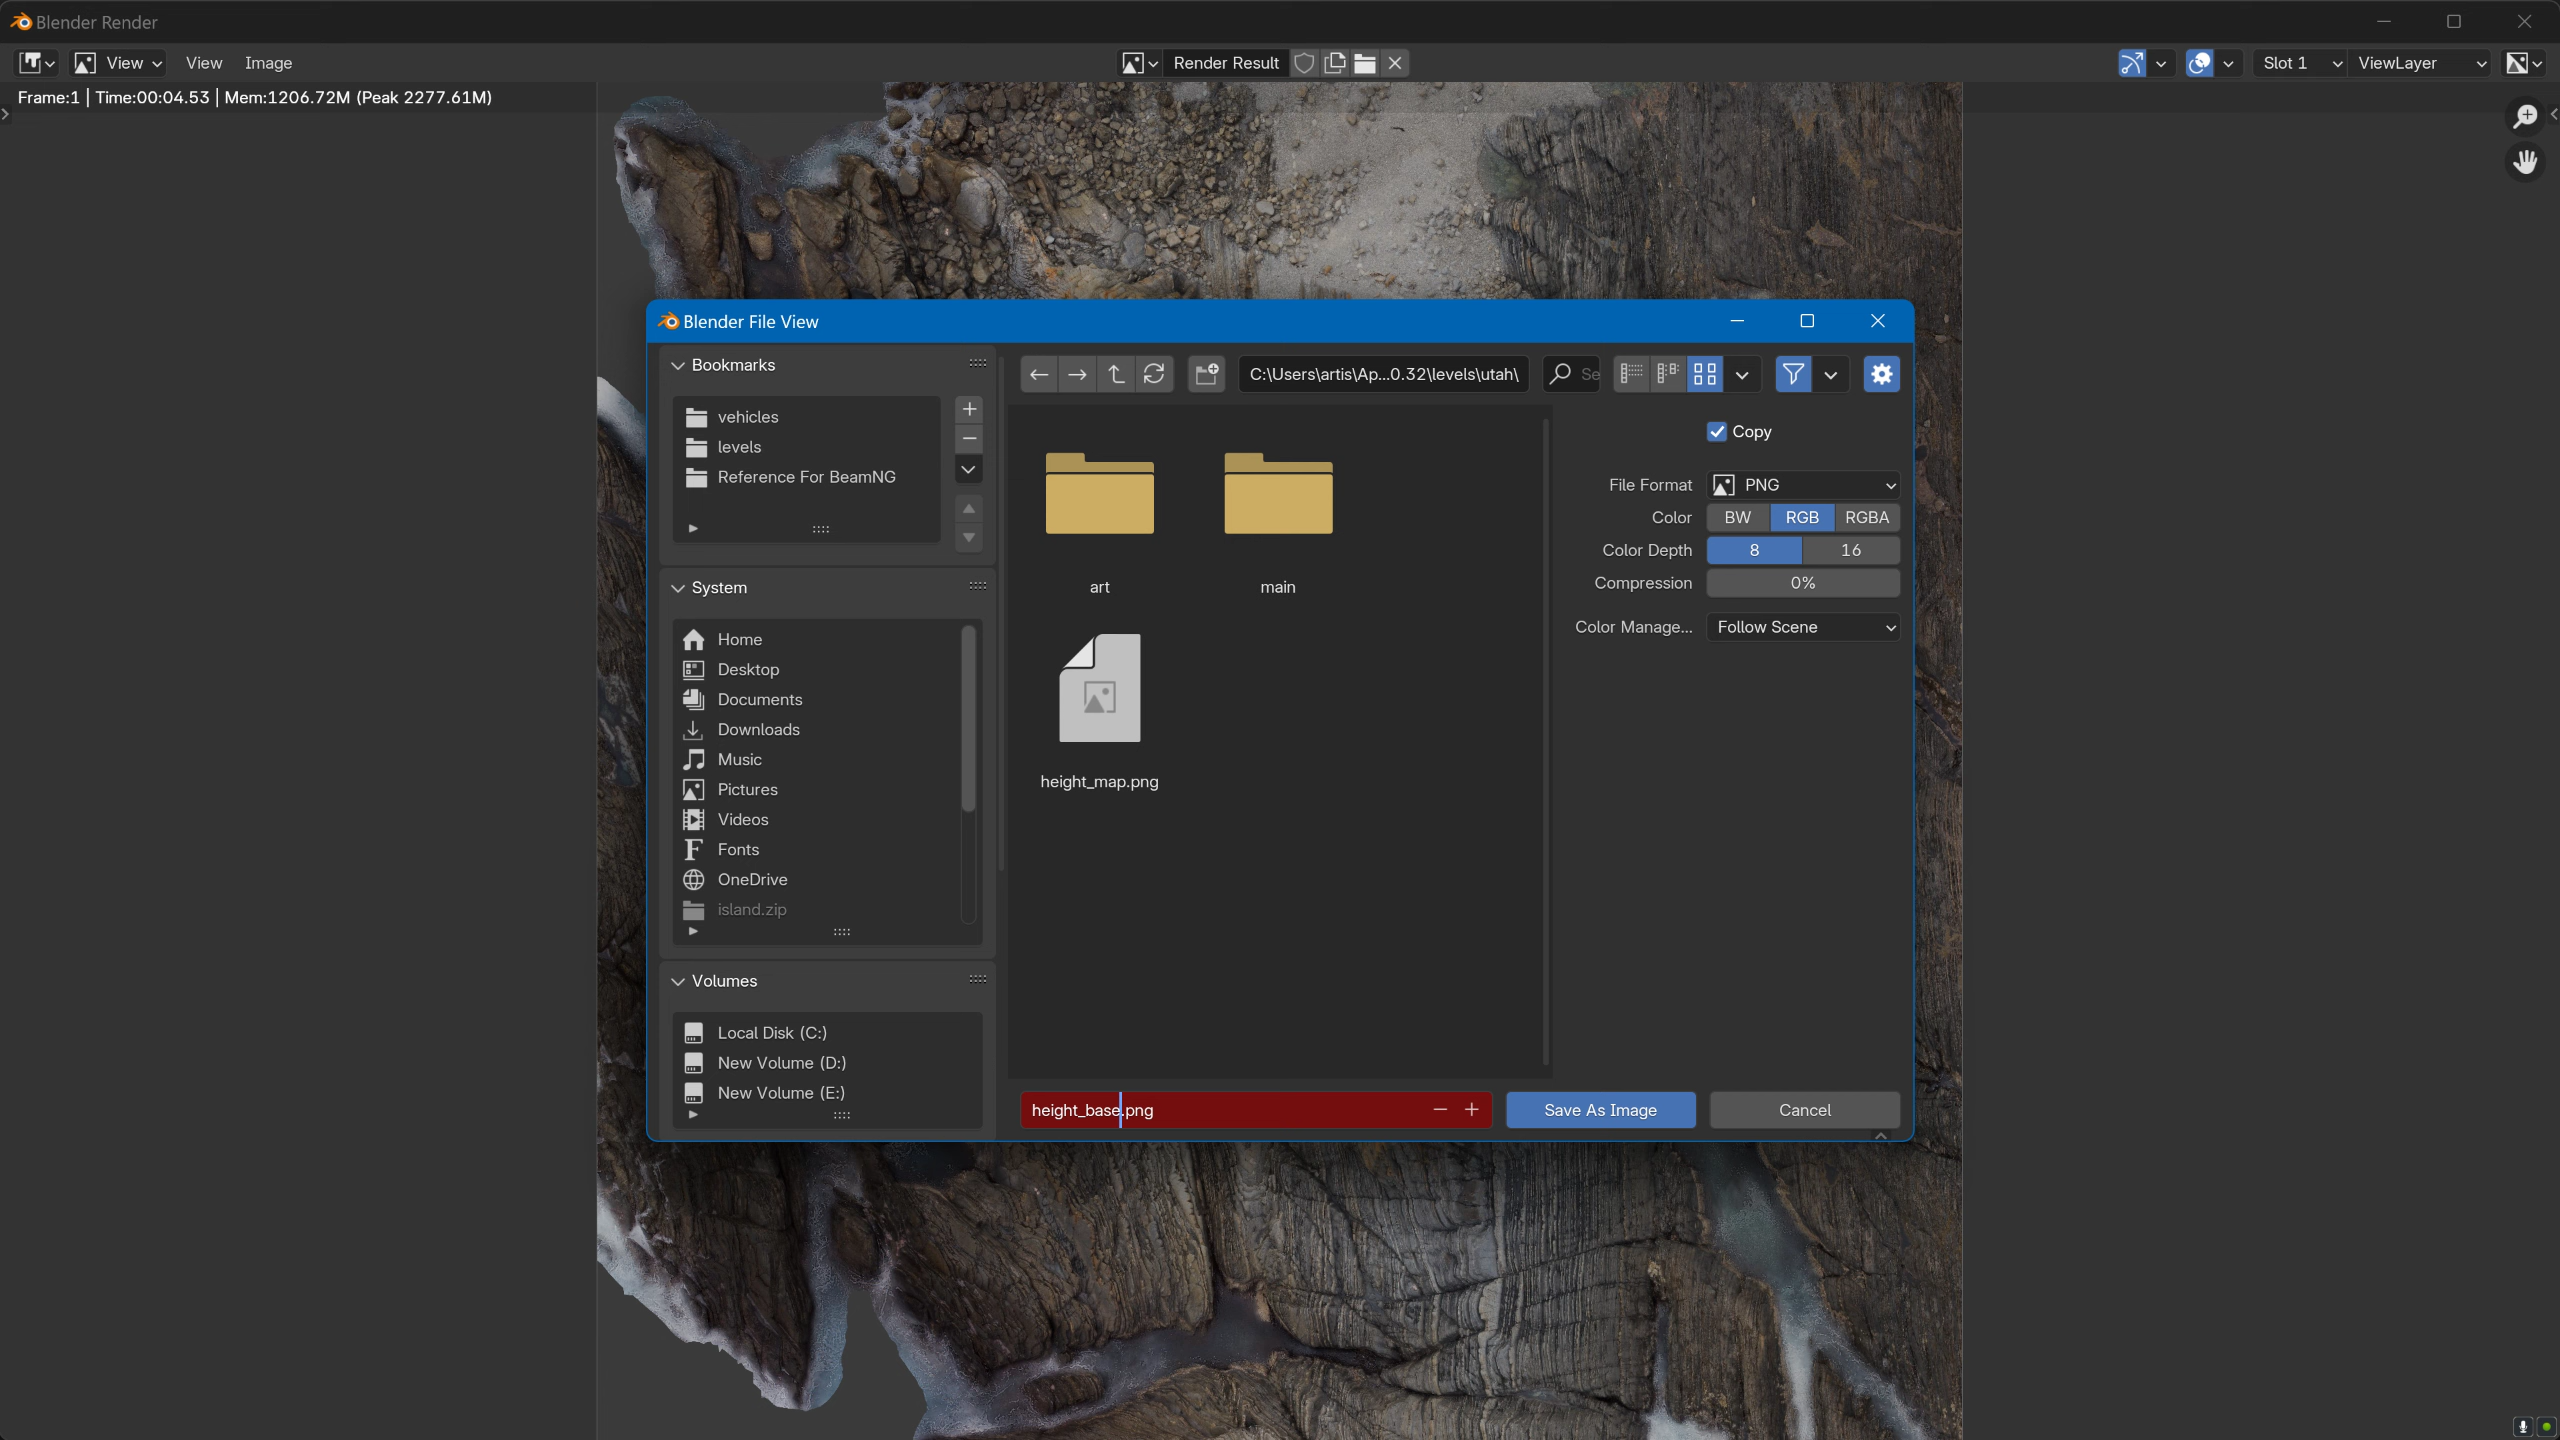 Blender Render
View
View
Image
Render Result
Slot 1
ViewLayer
Frame:1 | Time:00:04.53 | Mem:1206.72M (Peak 2277.61M)
Blender File View
Bookmarks
vehicles
levels
Reference For BeamNG
System
Home
Desktop
Documents
Downloads
Music
Pictures
Videos
Fonts
OneDrive
island.zip
Volumes
Local Disk (C:)
New Volume (D:)
New Volume (E:)
C:\Users\artis\Ap...0.32\levels\utah\
Se
art
main
height_map.png
Copy
File Format PNG
Color BW RGB RGBA
Color Depth 8 16
Compression 0%
Color Manage... Follow Scene
height_base.png
Save As Image
Cancel